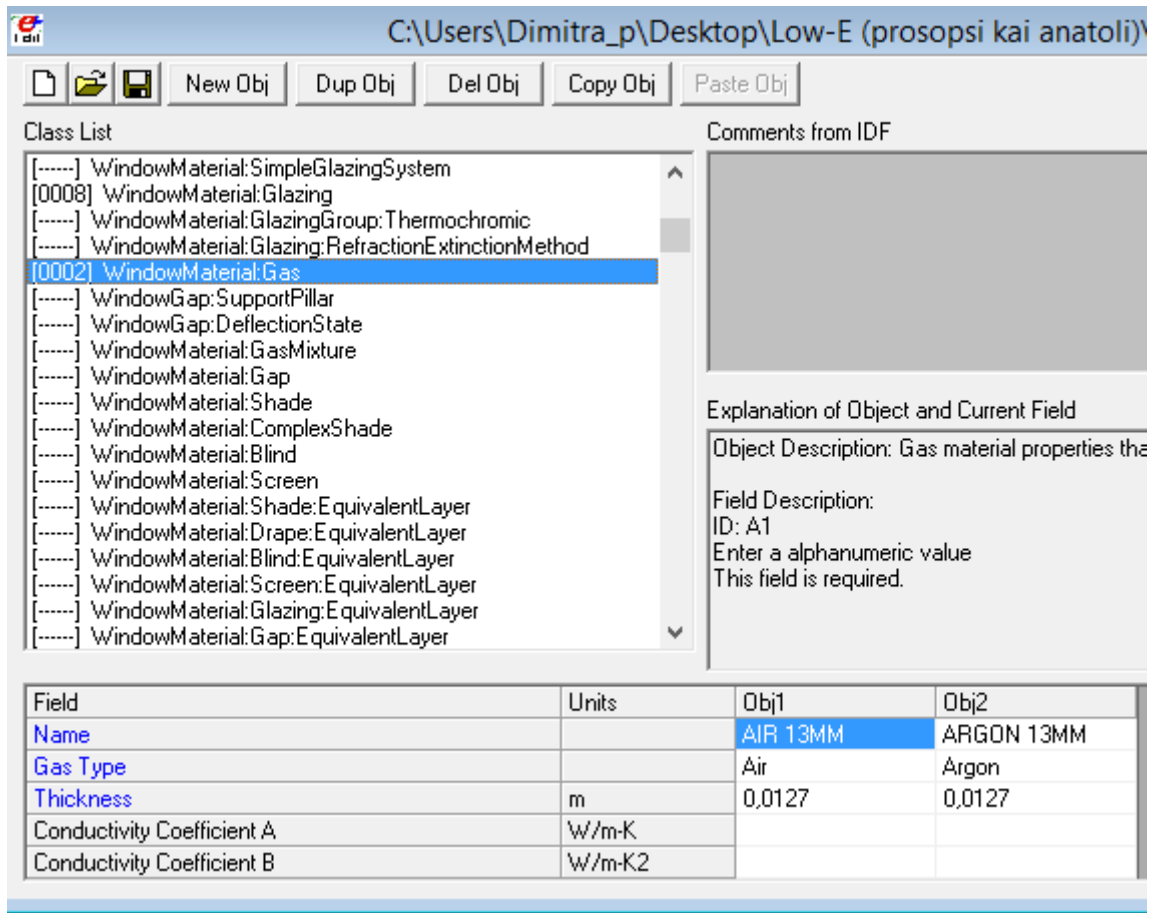 C:\Users\Dimitra_p\Desktop\Low-E (prosopsi kai anatoli)\
New Obj Dup Obj Del Obj Copy Obj Paste Obj
Class List
[------] WindowMaterial:SimpleGlazingSystem
[0008] WindowMaterial:Glazing
[------] WindowMaterial:GlazingGroup:Thermochromic
[------] WindowMaterial:Glazing:RefractionExtinctionMethod
[0002] WindowMaterial:Gas
[------] WindowGap:SupportPillar
[------] WindowGap:DeflectionState
[------] WindowMaterial:GasMixture
[------] WindowMaterial:Gap
[------] WindowMaterial:Shade
[------] WindowMaterial:ComplexShade
[------] WindowMaterial:Blind
[------] WindowMaterial:Screen
[------] WindowMaterial:Shade:EquivalentLayer
[------] WindowMaterial:Drape:EquivalentLayer
[------] WindowMaterial:Blind:EquivalentLayer
[------] WindowMaterial:Screen:EquivalentLayer
[------] WindowMaterial:Glazing:EquivalentLayer
[------] WindowMaterial:Gap:EquivalentLayer
Comments from IDF
Explanation of Object and Current Field
Object Description: Gas material properties tha
Field Description:
ID: A1
Enter a alphanumeric value
This field is required.
Field Units Obj1 Obj2
Name AIR 13MM ARGON 13MM
Gas Type Air Argon
Thickness m 0,0127 0,0127
Conductivity Coefficient A W/m-K
Conductivity Coefficient B W/m-K2